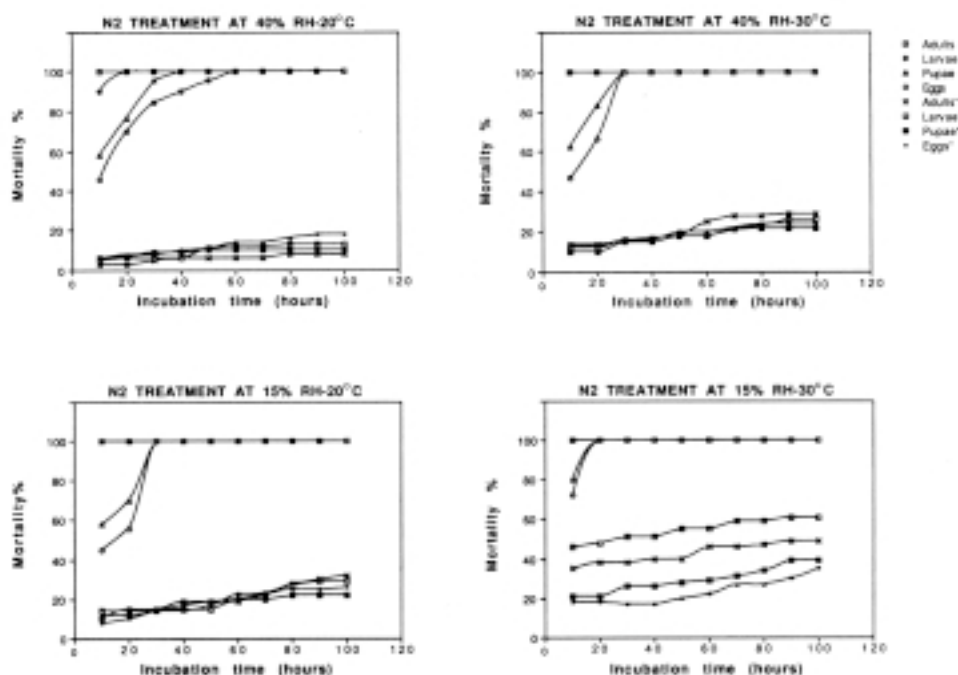 N2 TREATMENT AT 40% RH-20°C
Mortality %
100
80
60
40
20
0
0 20 40 60 80 100 120
Incubation time (hours)
N2 TREATMENT AT 40% RH-30°C
Mortality %
100
80
60
40
20
0
0 20 40 60 80 100 120
Incubation time (hours)
Adults
Larvae
Pupae
Eggs
Adults*
Larvae
Pupae*
Eggs*
N2 TREATMENT AT 15% RH-20°C
Mortality%
100
80
60
40
20
0
0 20 40 60 80 100 120
Incubation time (hours)
N2 TREATMENT AT 15% RH-30°C
Mortality %
100
80
60
40
20
0
0 20 40 60 80 100 120
Incubation time (hours)